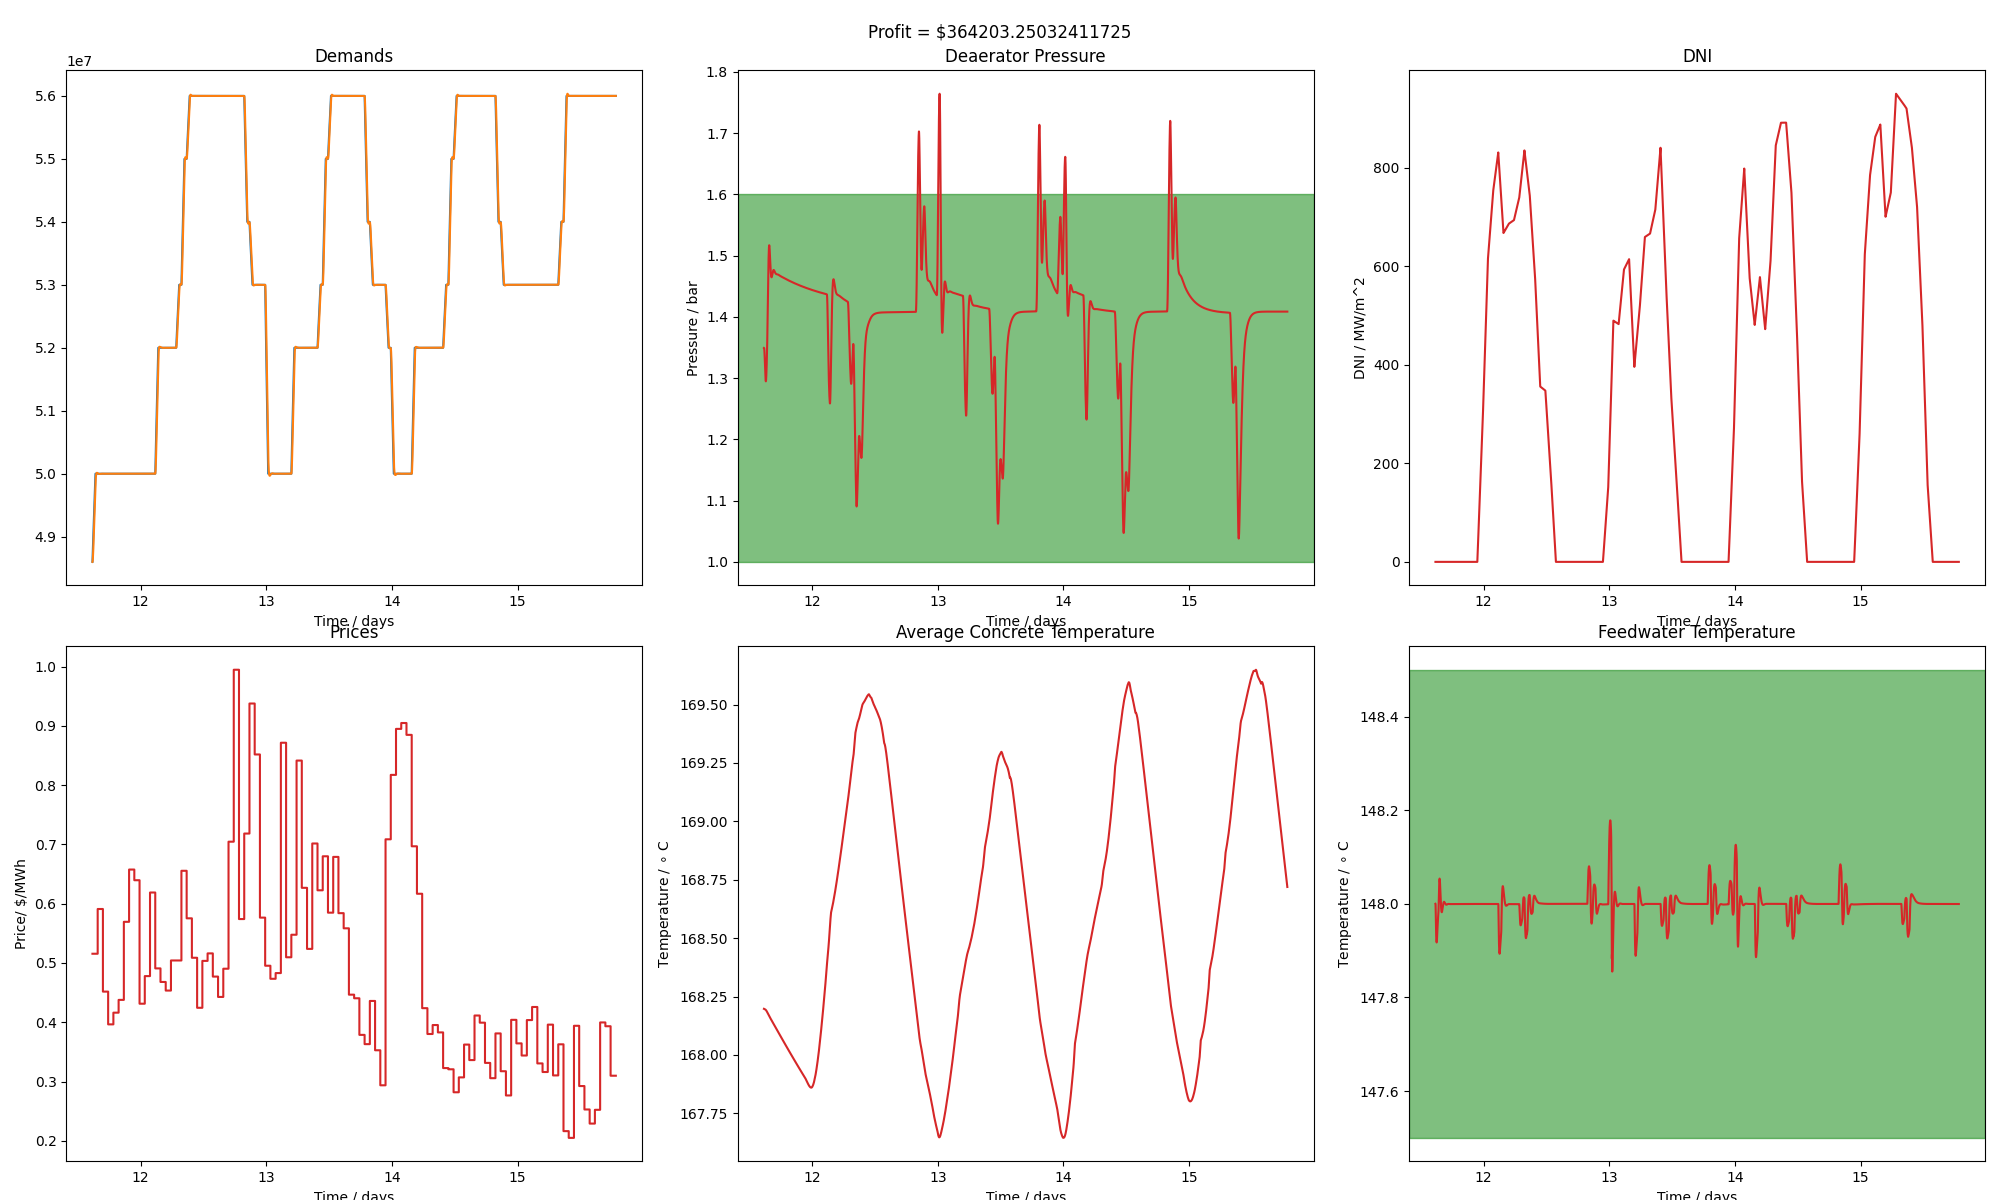 Profit = $364203.25032411725
Demands
1e7
5.6
5.5
5.4
5.3
5.2
5.1
5.0
4.9
12 13 14 15
Time / days
Deaerator Pressure
Pressure / bar
1.8
1.7
1.6
1.5
1.4
1.3
1.2
1.1
1.0
12 13 14 15
Time / days
DNI
DNI / MW/m^2
800
600
400
200
0
12 13 14 15
Time / days
Prices
Price/ $/MWh
1.0
0.9
0.8
0.7
0.6
0.5
0.4
0.3
0.2
12 13 14 15
Time / days
Average Concrete Temperature
Temperature / ∘ C
169.50
169.25
169.00
168.75
168.50
168.25
168.00
167.75
12 13 14 15
Time / days
Feedwater Temperature
Temperature / ∘ C
148.4
148.2
148.0
147.8
147.6
12 13 14 15
Time / days